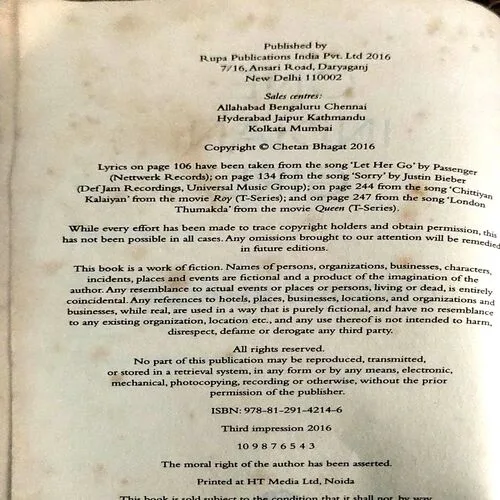 Published by
Rupa Publications India Pvt. Ltd 2016
7/16, Ansari Road, Daryaganj
New Delhi 110002
Sales centres:
Allahabad Bengaluru Chennai
Hyderabad Jaipur Kathmandu
Kolkata Mumbai
Copyright © Chetan Bhagat 2016
Lyrics on page 106 have been taken from the song 'Let Her Go' by Passenger
(Nettwerk Records); on page 134 from the song 'Sorry' by Justin Bieber
(Def Jam Recordings, Universal Music Group); on page 244 from the song 'Chittiyan
Kalaiyan' from the movie Roy (T-Series); and on page 247 from the song 'London
Thumakda' from the movie Queen (T-Series).
While every effort has been made to trace copyright holders and obtain permission, this
has not been possible in all cases. Any omissions brought to our attention will be remedied
in future editions.
This book is a work of fiction. Names of persons, organizations, businesses, characters,
incidents, places and events are fictional and a product of the imagination of the
author. Any resemblance to actual events or places or persons, living or dead, is entirely
coincidental. Any references to hotels, places, businesses, locations, and organizations and
businesses, while real, are used in a way that is purely fictional, and have no resemblance
to any existing organization, location etc., and any use thereof is not intended to harm,
disrespect, defame or derogate any third party.
All rights reserved.
No part of this publication may be reproduced, transmitted,
or stored in a retrieval system, in any form or by any means, electronic,
mechanical, photocopying, recording or otherwise, without the prior
permission of the publisher.
ISBN: 978-81-291-4214-6
Third impression 2016
10 9 8 7 6 5 4 3
The moral right of the author has been asserted.
Printed at HT Media Ltd, Noida
This book is sold subject to the condition that it shall not, by way